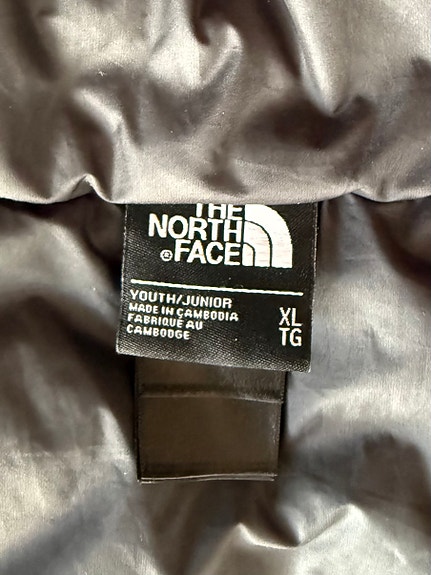 THE
NORTH
®FACE
YOUTH/JUNIOR
MADE IN CAMBODIA
FABRIQUÉ AU
CAMBODGE
XL
TG